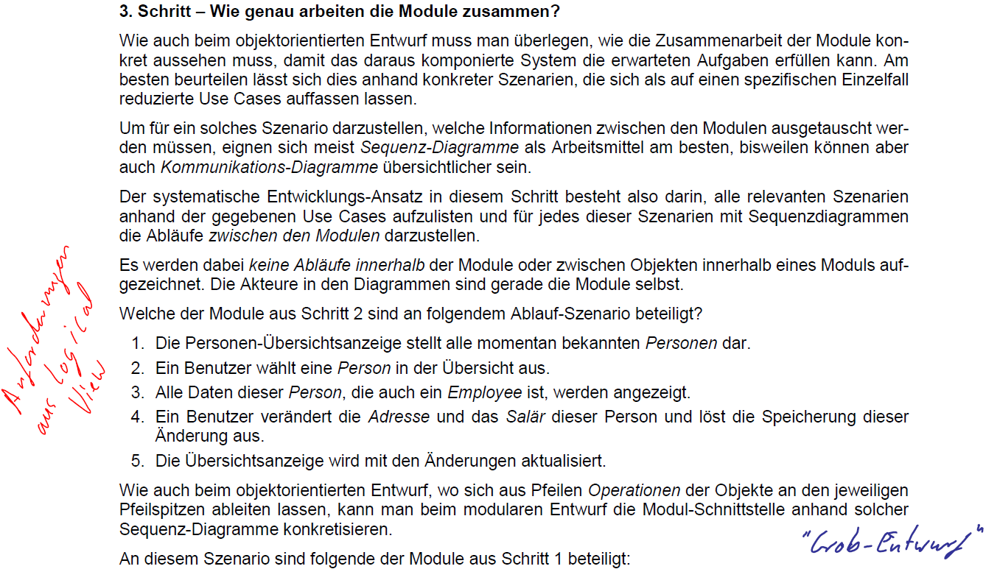 3. Schritt – Wie genau arbeiten die Module zusammen?
Wie auch beim objektorientierten Entwurf muss man überlegen, wie die Zusammenarbeit der Module kon-
kret aussehen muss, damit das daraus komponierte System die erwarteten Aufgaben erfüllen kann. Am
besten beurteilen lässt sich dies anhand konkreter Szenarien, die sich als auf einen spezifischen Einzelfall
reduzierte Use Cases auffassen lassen.
Um für ein solches Szenario darzustellen, welche Informationen zwischen den Modulen ausgetauscht wer-
den müssen, eignen sich meist Sequenz-Diagramme als Arbeitsmittel am besten, bisweilen können aber
auch Kommunikations-Diagramme übersichtlicher sein.
Der systematische Entwicklungs-Ansatz in diesem Schritt besteht also darin, alle relevanten Szenarien
anhand der gegebenen Use Cases aufzulisten und für jedes dieser Szenarien mit Sequenzdiagrammen
die Abläufe zwischen den Modulen darzustellen.
Es werden dabei keine Abläufe innerhalb der Module oder zwischen Objekten innerhalb eines Moduls auf-
gezeichnet. Die Akteure in den Diagrammen sind gerade die Module selbst.
Welche der Module aus Schritt 2 sind an folgendem Ablauf-Szenario beteiligt?
1. Die Personen-Übersichtsanzeige stellt alle momentan bekannten Personen dar.
2. Ein Benutzer wählt eine Person in der Übersicht aus.
3. Alle Daten dieser Person, die auch ein Employee ist, werden angezeigt.
4. Ein Benutzer verändert die Adresse und das Salär dieser Person und löst die Speicherung dieser
Änderung aus.
5. Die Übersichtsanzeige wird mit den Änderungen aktualisiert.
Anforderungen
aus logical
View
Wie auch beim objektorientierten Entwurf, wo sich aus Pfeilen Operationen der Objekte an den jeweiligen
Pfeilspitzen ableiten lassen, kann man beim modularen Entwurf die Modul-Schnittstelle anhand solcher
Sequenz-Diagramme konkretisieren.
"Grob-Entwurf"
An diesem Szenario sind folgende der Module aus Schritt 1 beteiligt: